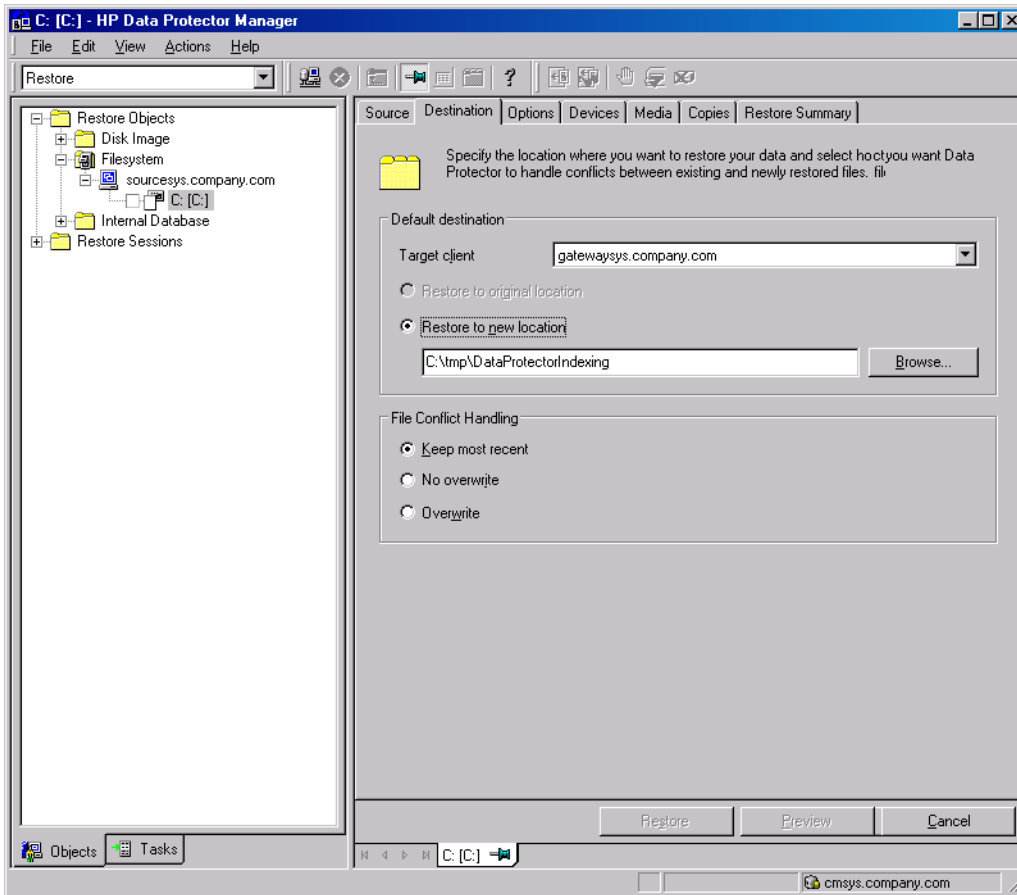 C: [C:] - HP Data Protector Manager
File Edit View Actions Help
Restore
?
Restore Objects
Disk Image
Filesystem
sourcesys.company.com
C: [C:]
Internal Database
Restore Sessions
Source Destination Options Devices Media Copies Restore Summary
Specify the location where you want to restore your data and select hoctyou want Data
Protector to handle conflicts between existing and newly restored files. file
Default destination
Target client gatewaysys.company.com
Restore to original location
Restore to new location
C:\tmp\DataProtectorIndexing Browse...
File Conflict Handling
Keep most recent
No overwrite
Overwrite
Restore Preview Cancel
Objects Tasks
C: [C:]
cmsys.company.com